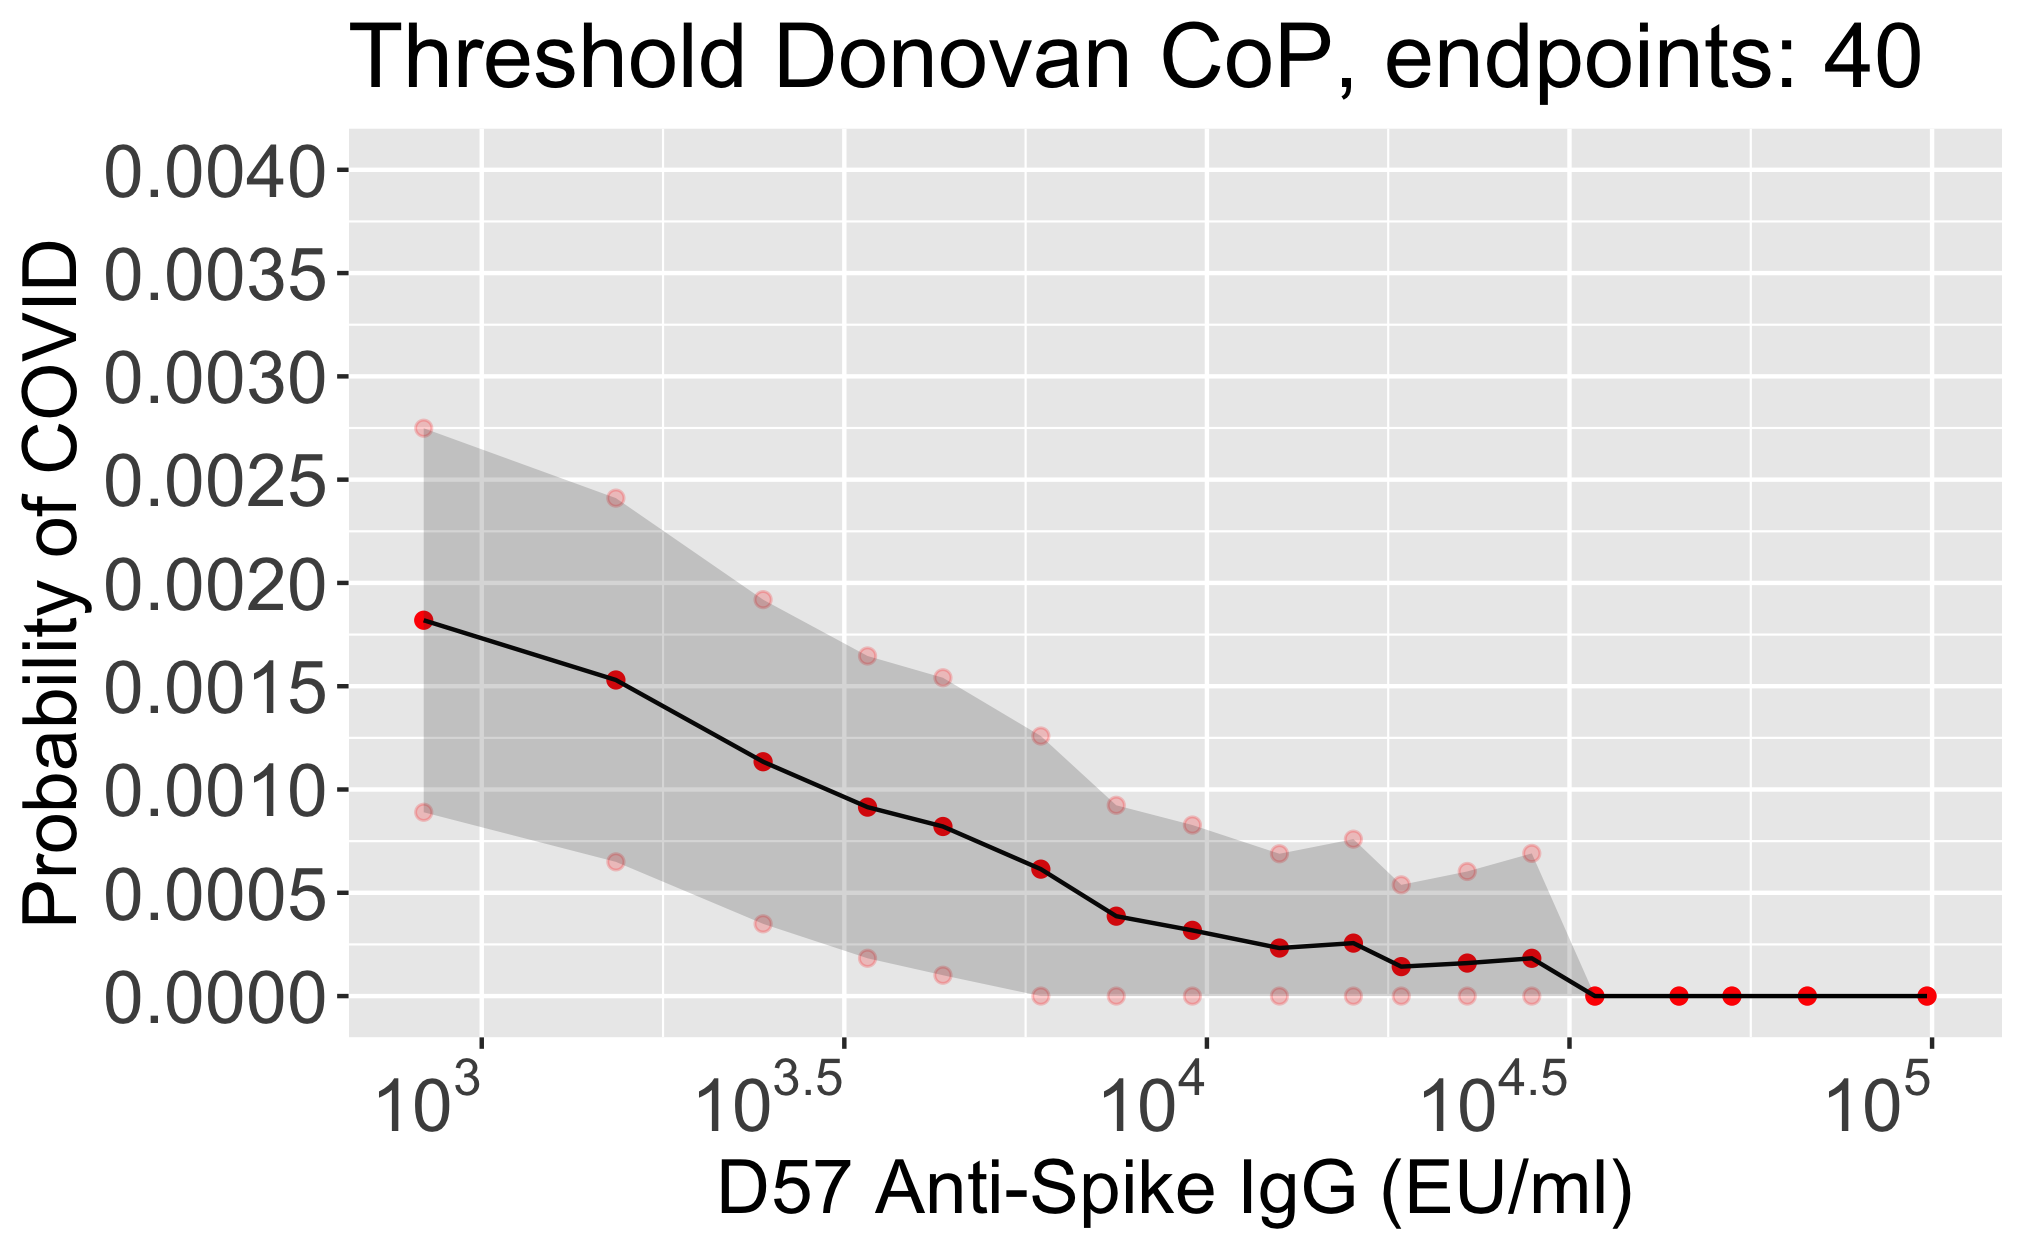 Threshold Donovan CoP, endpoints: 40
Probability of COVID
0.0040
0.0035
0.0030
0.0025
0.0020
0.0015
0.0010
0.0005
0.0000
10^3 10^3.5 10^4 10^4.5 10^5
D57 Anti-Spike IgG (EU/ml)